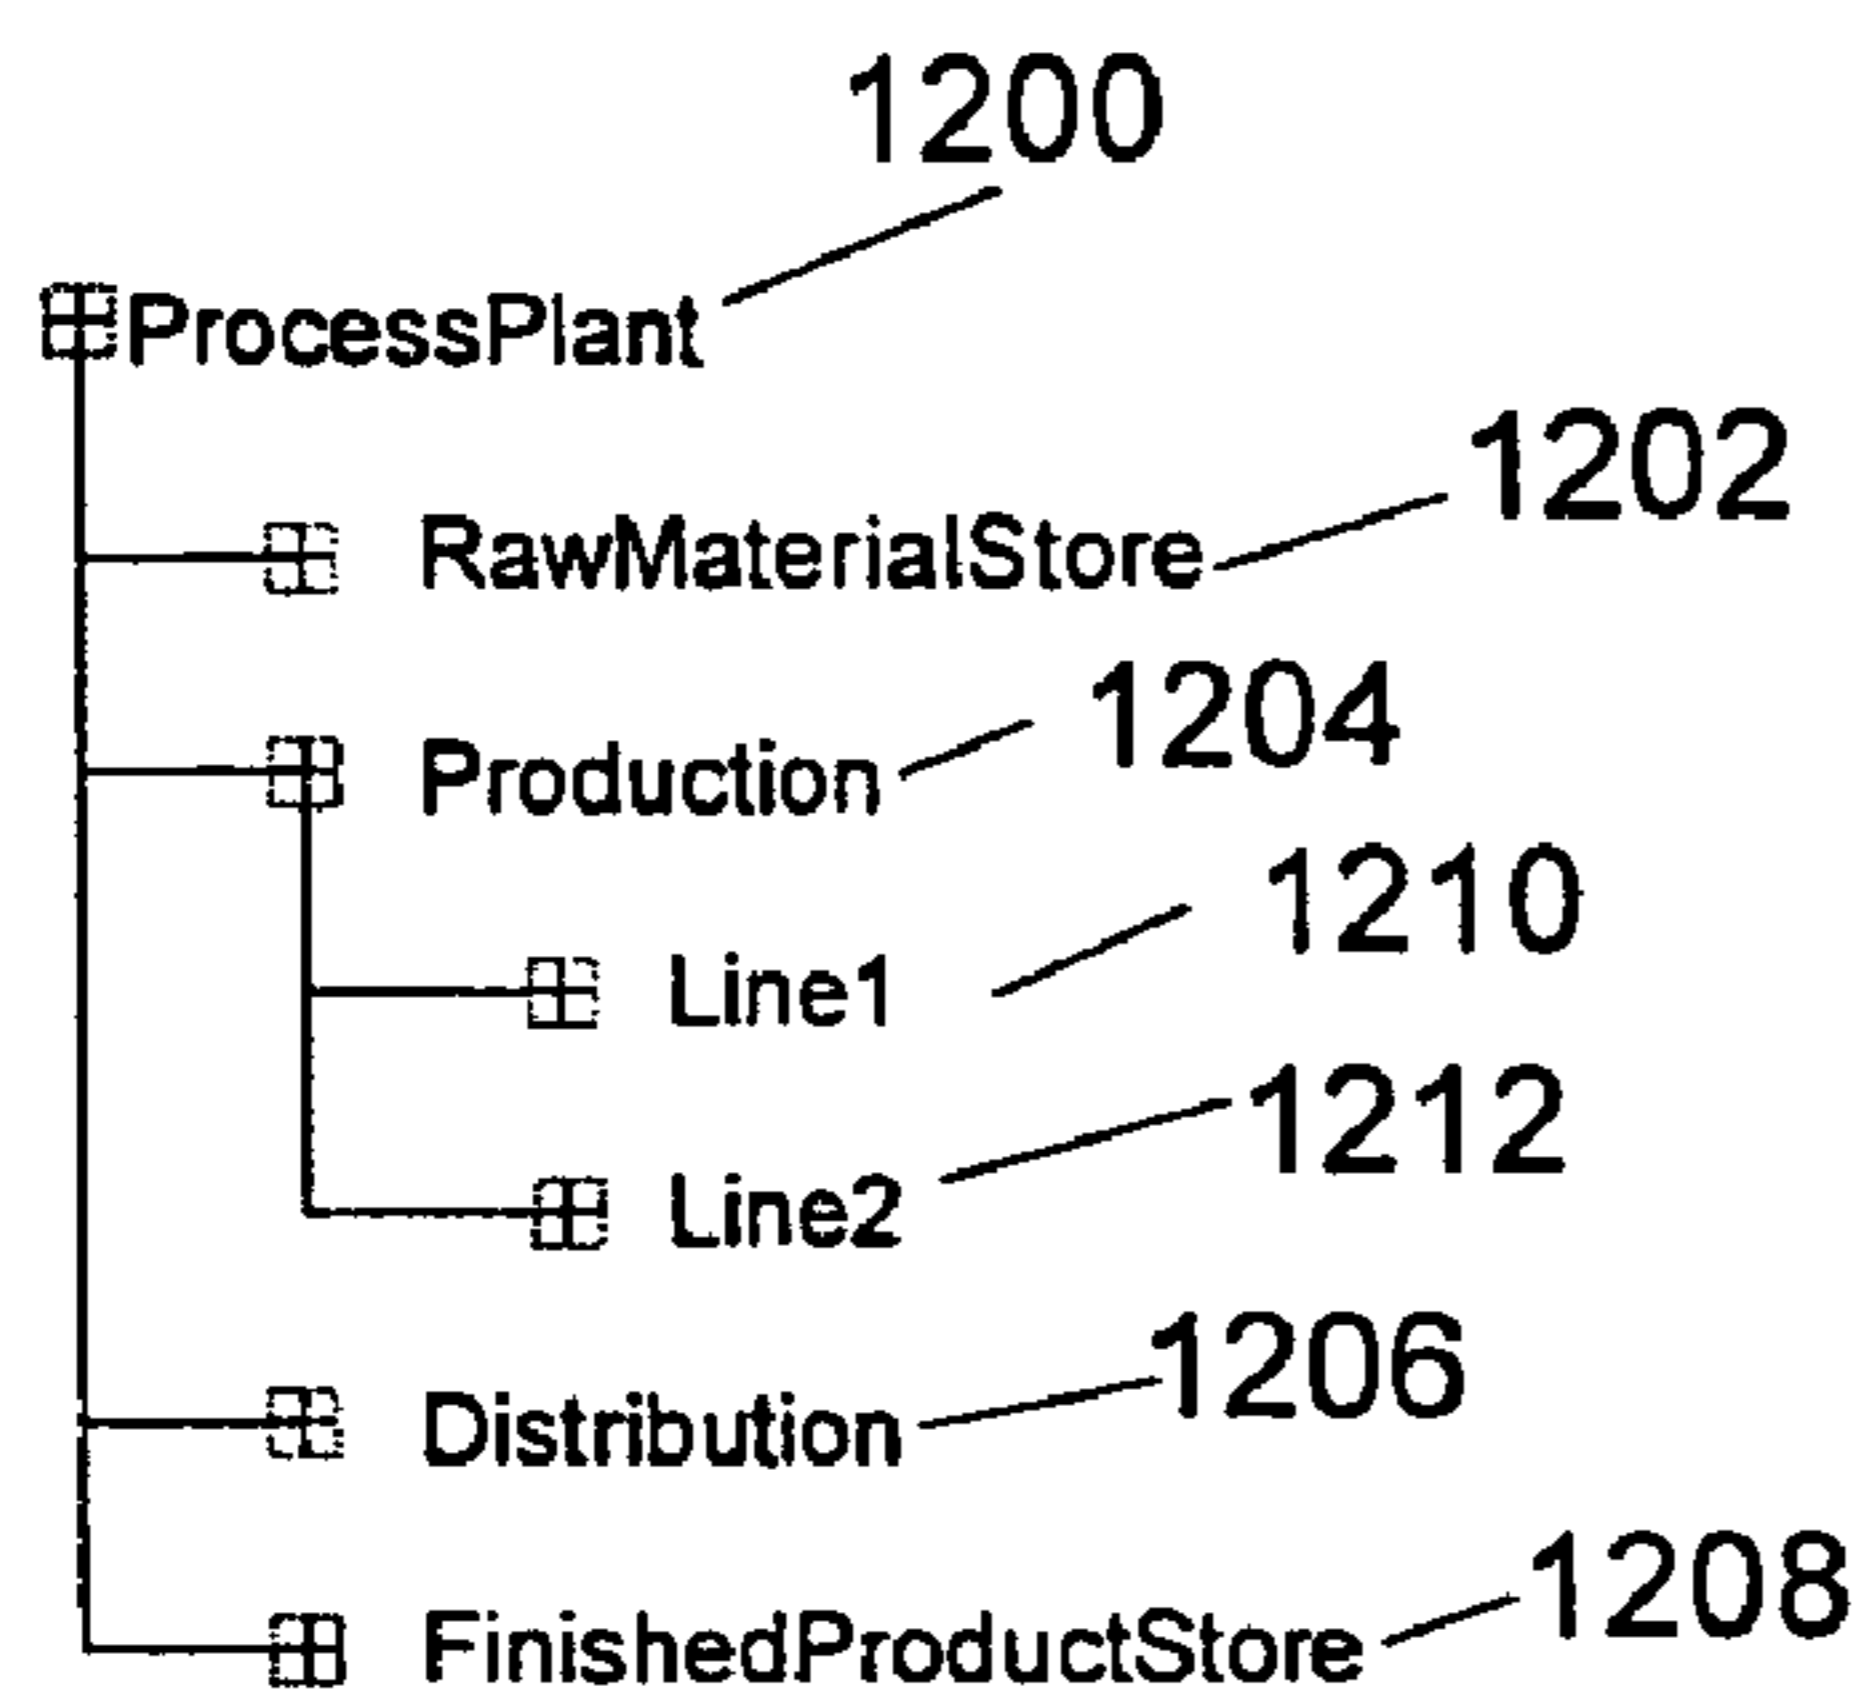 1200
ProcessPlant
1202
RawMaterialStore
1204
Production
1210
Line1
1212
Line2
1206
Distribution
1208
FinishedProductStore